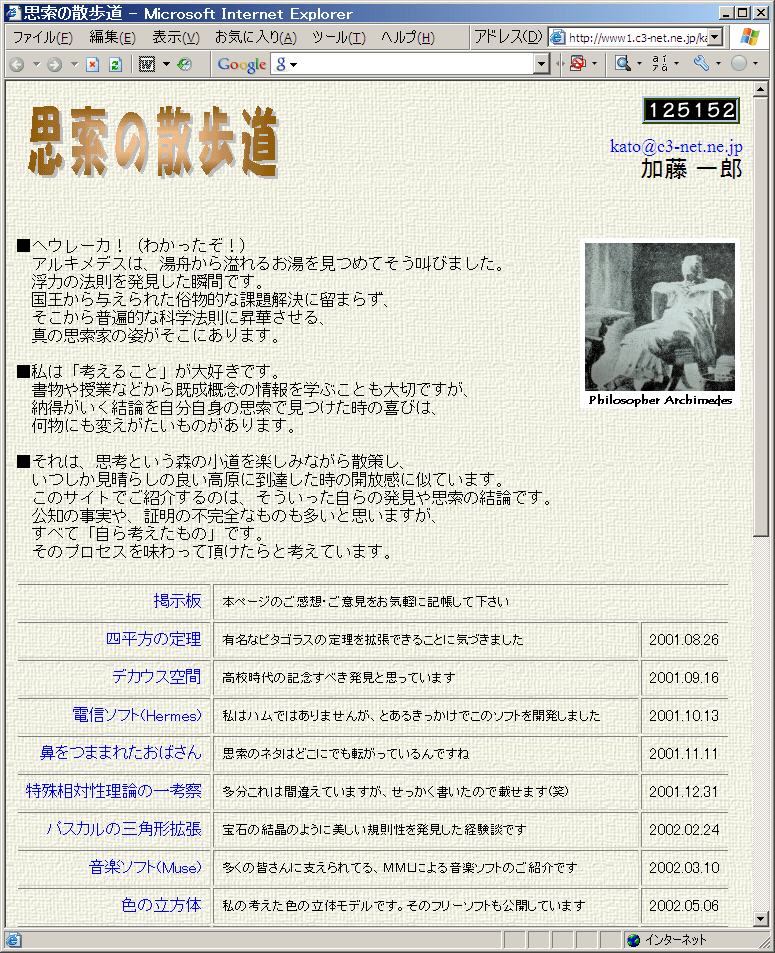 思索の散歩道 - Microsoft Internet Explorer
ファイル(F) 編集(E) 表示(V) お気に入り(A) ツール(T) ヘルプ(H) アドレス(D) http://www1.c3-net.ne.jp/ka
Google
思索の散歩道
125152
kato@c3-net.ne.jp
加藤 一郎
■ヘウレーカ！（わかったぞ！）
アルキメデスは、湯舟から溢れるお湯を見つめてそう叫びました。
浮力の法則を発見した瞬間です。
国王から与えられた俗物的な課題解決に留まらず、
そこから普遍的な科学法則に昇華させる、
真の思索家の姿がそこにあります。
Philosopher Archimedes
■私は「考えること」が大好きです。
書物や授業などから既成概念の情報を学ぶことも大切ですが、
納得がいく結論を自分自身の思索で見つけた時の喜びは、
何物にも変えがたいものがあります。
■それは、思考という森の小道を楽しみながら散策し、
いつしか見晴らしの良い高原に到達した時の開放感に似ています。
このサイトでご紹介するのは、そういった自らの発見や思索の結論です。
公知の事実や、証明の不完全なものも多いと思いますが、
すべて「自ら考えたもの」です。
そのプロセスを味わって頂けたらと考えています。
掲示板 本ページのご感想・ご意見をお気軽に記帳して下さい
四平方の定理 有名なピタゴラスの定理を拡張できることに気づきました 2001.08.26
デカウス空間 高校時代の記念すべき発見と思っています 2001.09.16
電信ソフト(Hermes) 私はハムではありませんが、とあるきっかけでこのソフトを開発しました 2001.10.13
鼻をつままれたおばさん 思索のネタはどこにでも転がっているんですね 2001.11.11
特殊相対性理論の一考察 多分これは間違えていますが、せっかく書いたので載せます(笑) 2001.12.31
パスカルの三角形拡張 宝石の結晶のように美しい規則性を発見した経験談です 2002.02.24
音楽ソフト(Muse) 多くの皆さんに支えられてる、MMLによる音楽ソフトのご紹介です 2002.03.10
色の立方体 私の考えた色の立体モデルです。そのフリーソフトも公開しています 2002.05.06
インターネット